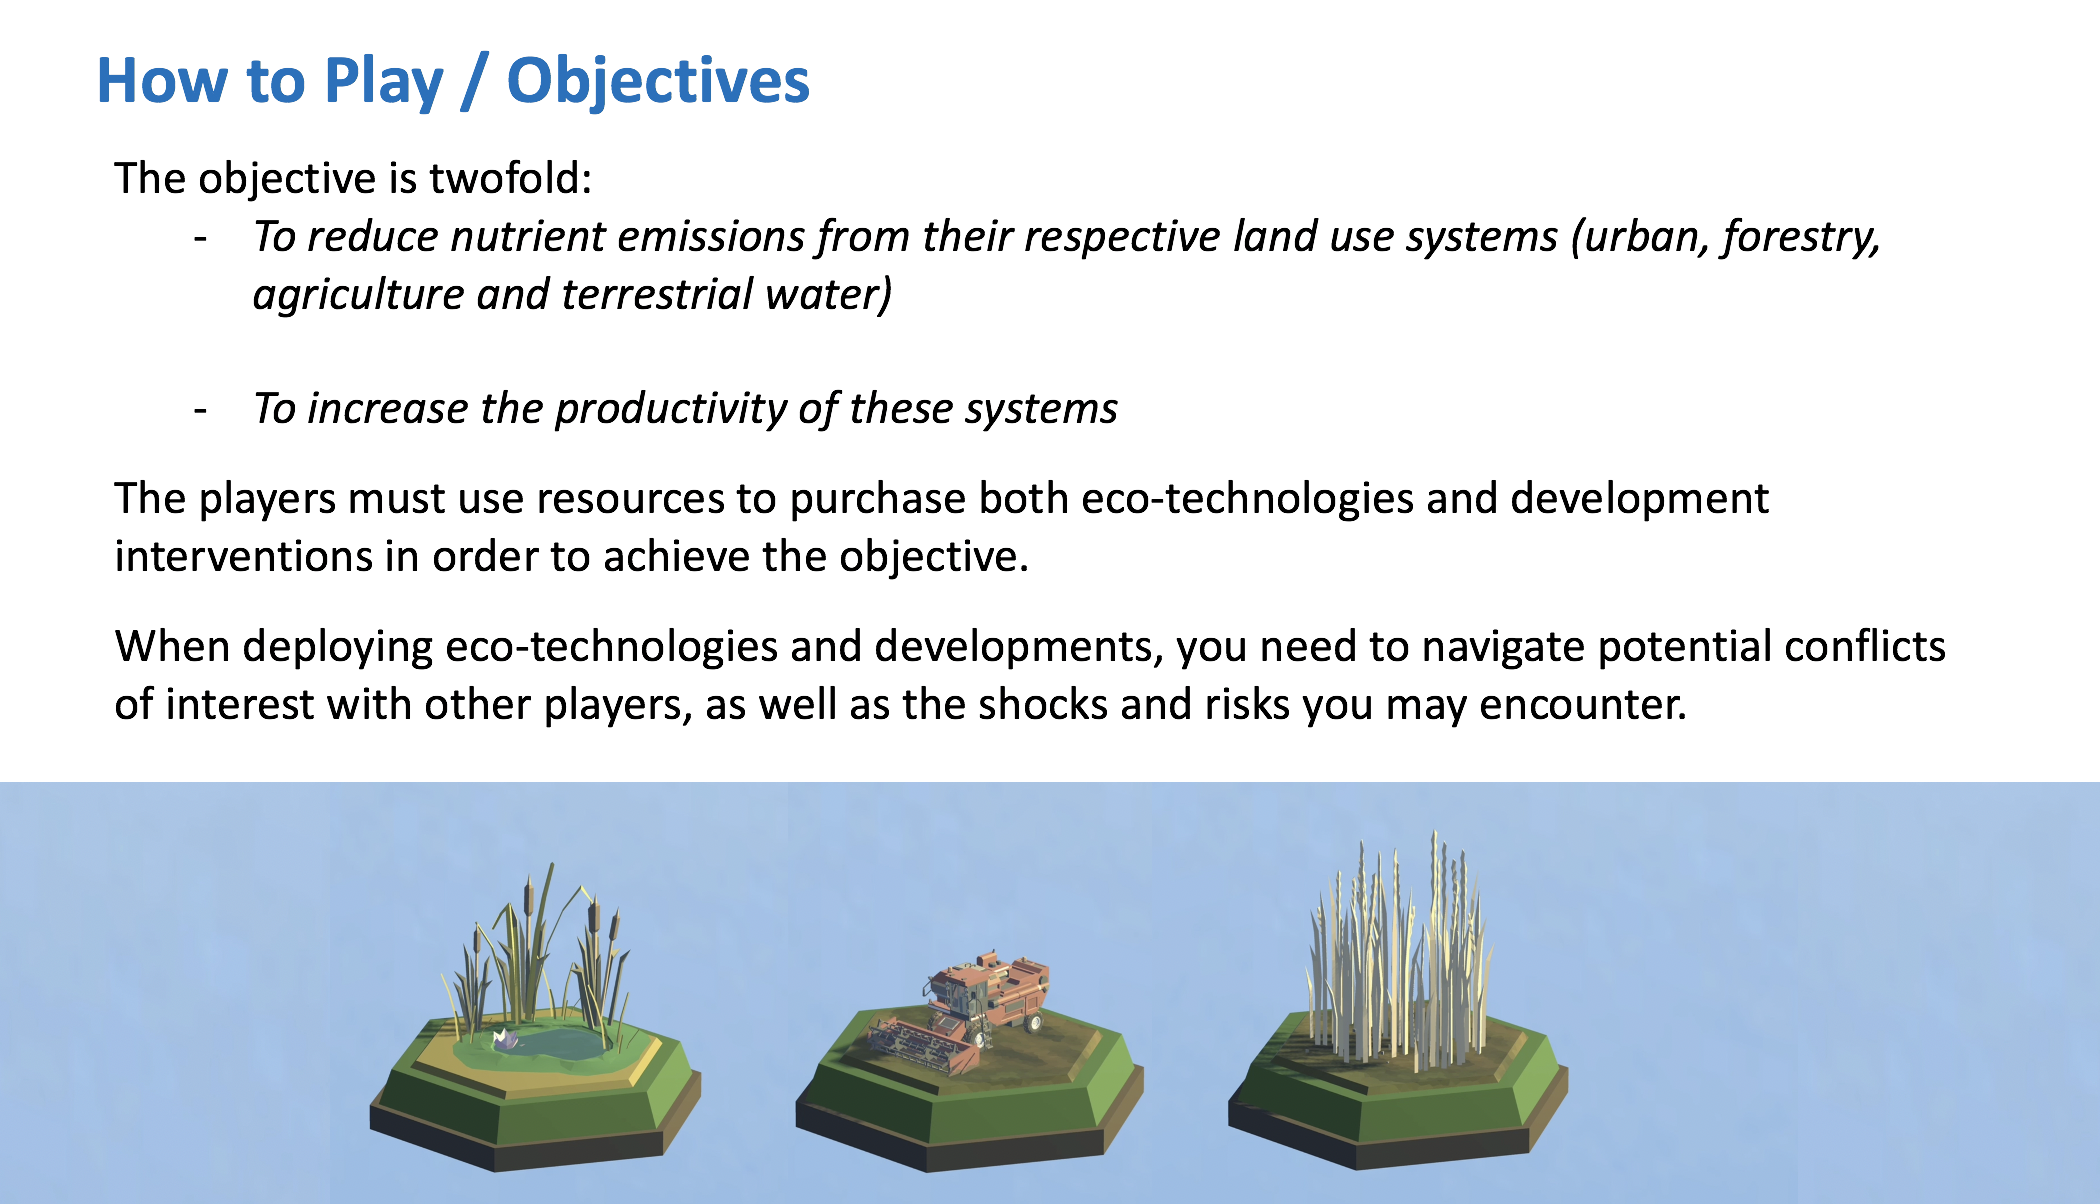 How to Play / Objectives
The objective is twofold:
- To reduce nutrient emissions from their respective land use systems (urban, forestry,
agriculture and terrestrial water)
- To increase the productivity of these systems
The players must use resources to purchase both eco-technologies and development
interventions in order to achieve the objective.
When deploying eco-technologies and developments, you need to navigate potential conflicts
of interest with other players, as well as the shocks and risks you may encounter.